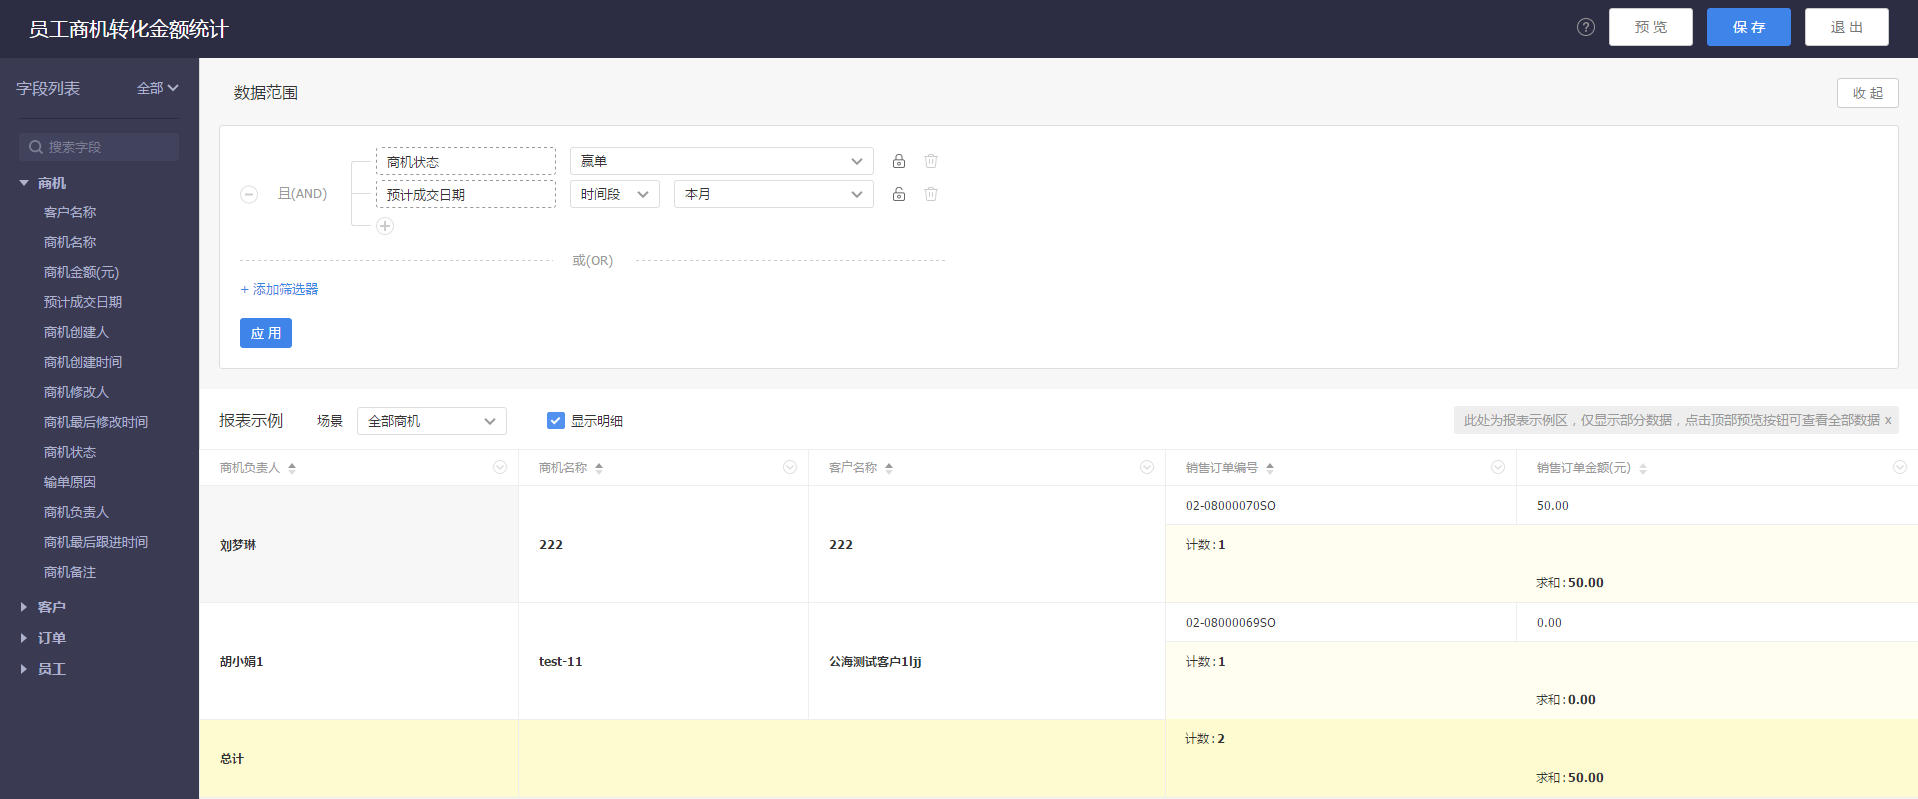 员工商机转化金额统计
?
预 览
保 存
退 出
字段列表
全部
搜索字段
商机
客户名称
商机名称
商机金额(元)
预计成交日期
商机创建人
商机创建时间
商机修改人
商机最后修改时间
商机状态
输单原因
商机负责人
商机最后跟进时间
商机备注
客户
订单
员工
数据范围
收 起
且(AND)
商机状态
赢单
预计成交日期
时间段
本月
或(OR)
+ 添加筛选器
应 用
报表示例
场景
全部商机
显示明细
此处为报表示例区，仅显示部分数据，点击顶部预览按钮可查看全部数据 x
商机负责人
商机名称
客户名称
销售订单编号
销售订单金额(元)
刘梦琳
222
222
02-08000070SO
50.00
计数:1
求和:50.00
胡小娟1
test-11
公海测试客户1ljj
02-08000069SO
0.00
计数:1
求和:0.00
总计
计数:2
求和:50.00